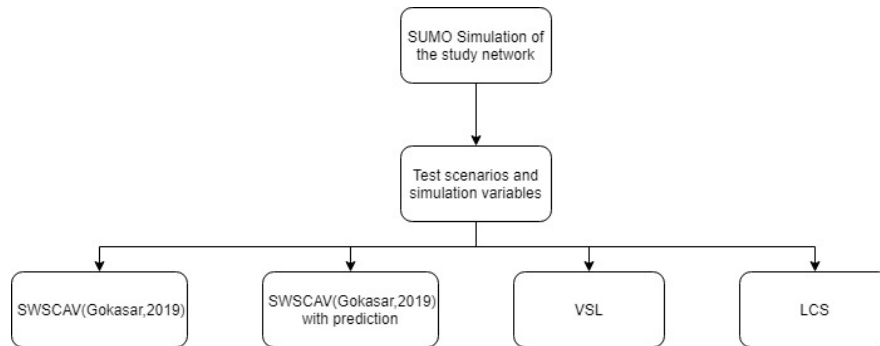 SUMO Simulation of
the study network
Test scenarios and
simulation variables
SWSCAV(Gokasar,2019)
SWSCAV(Gokasar,2019)
with prediction
VSL
LCS